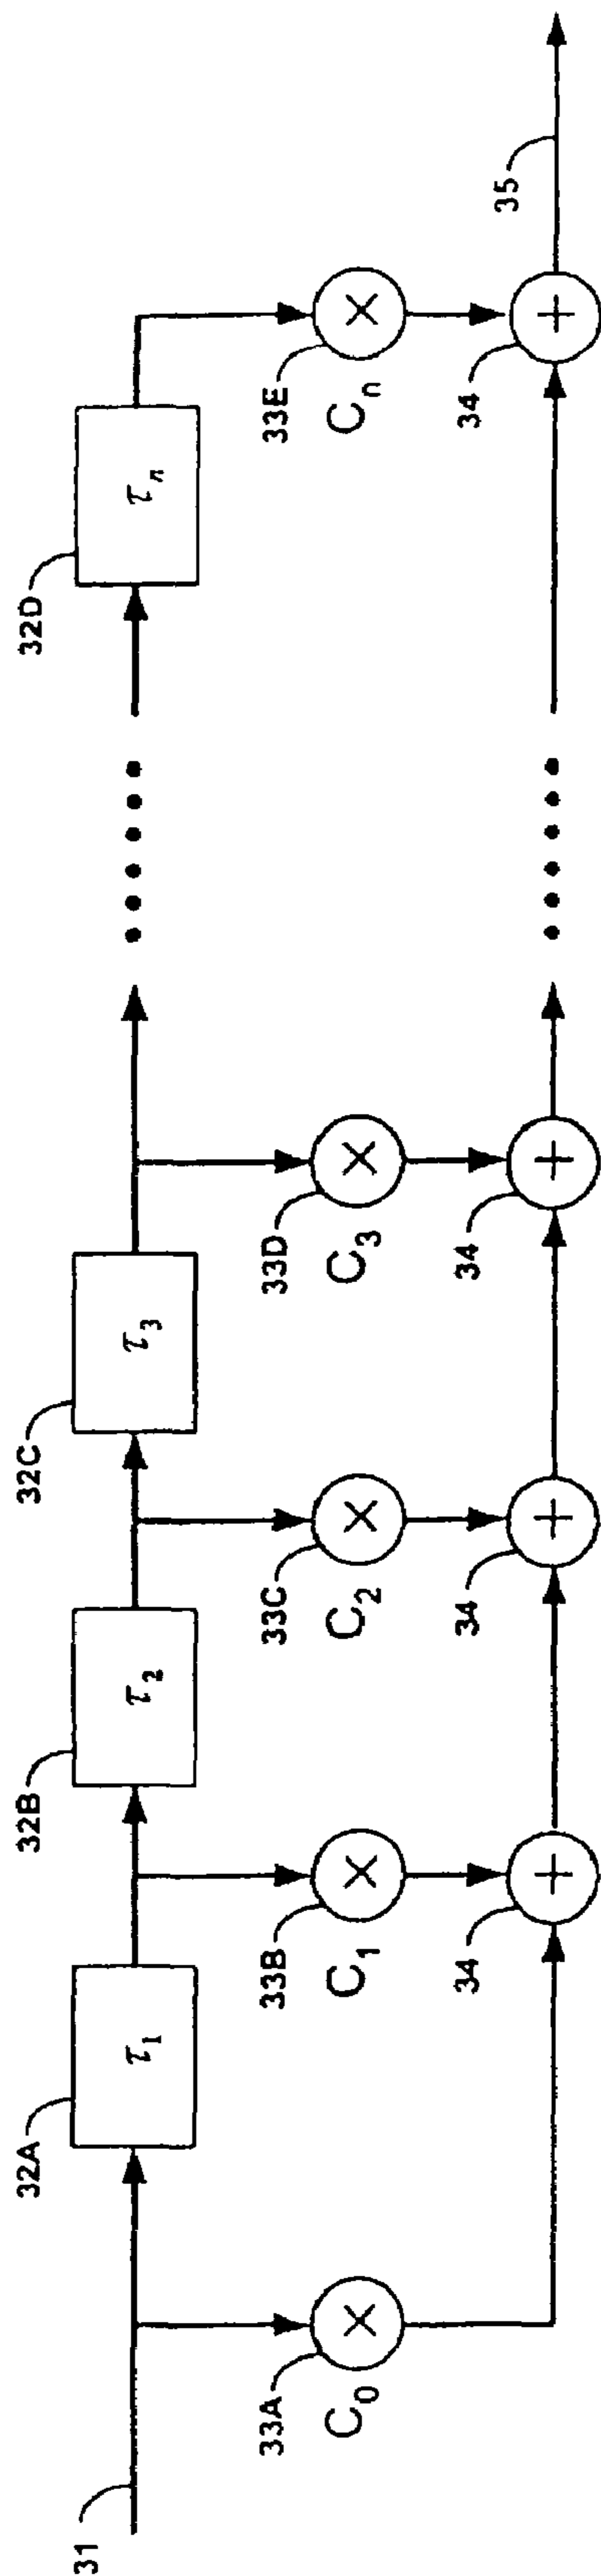 32A 32B 32C 32D
τ₁ τ₂ τ₃ τₙ
31
33A 33B 33C 33D 33E
× × × × ×
C₀ C₁ C₂ C₃ Cₙ
34 34 34 34 35
+ + + +